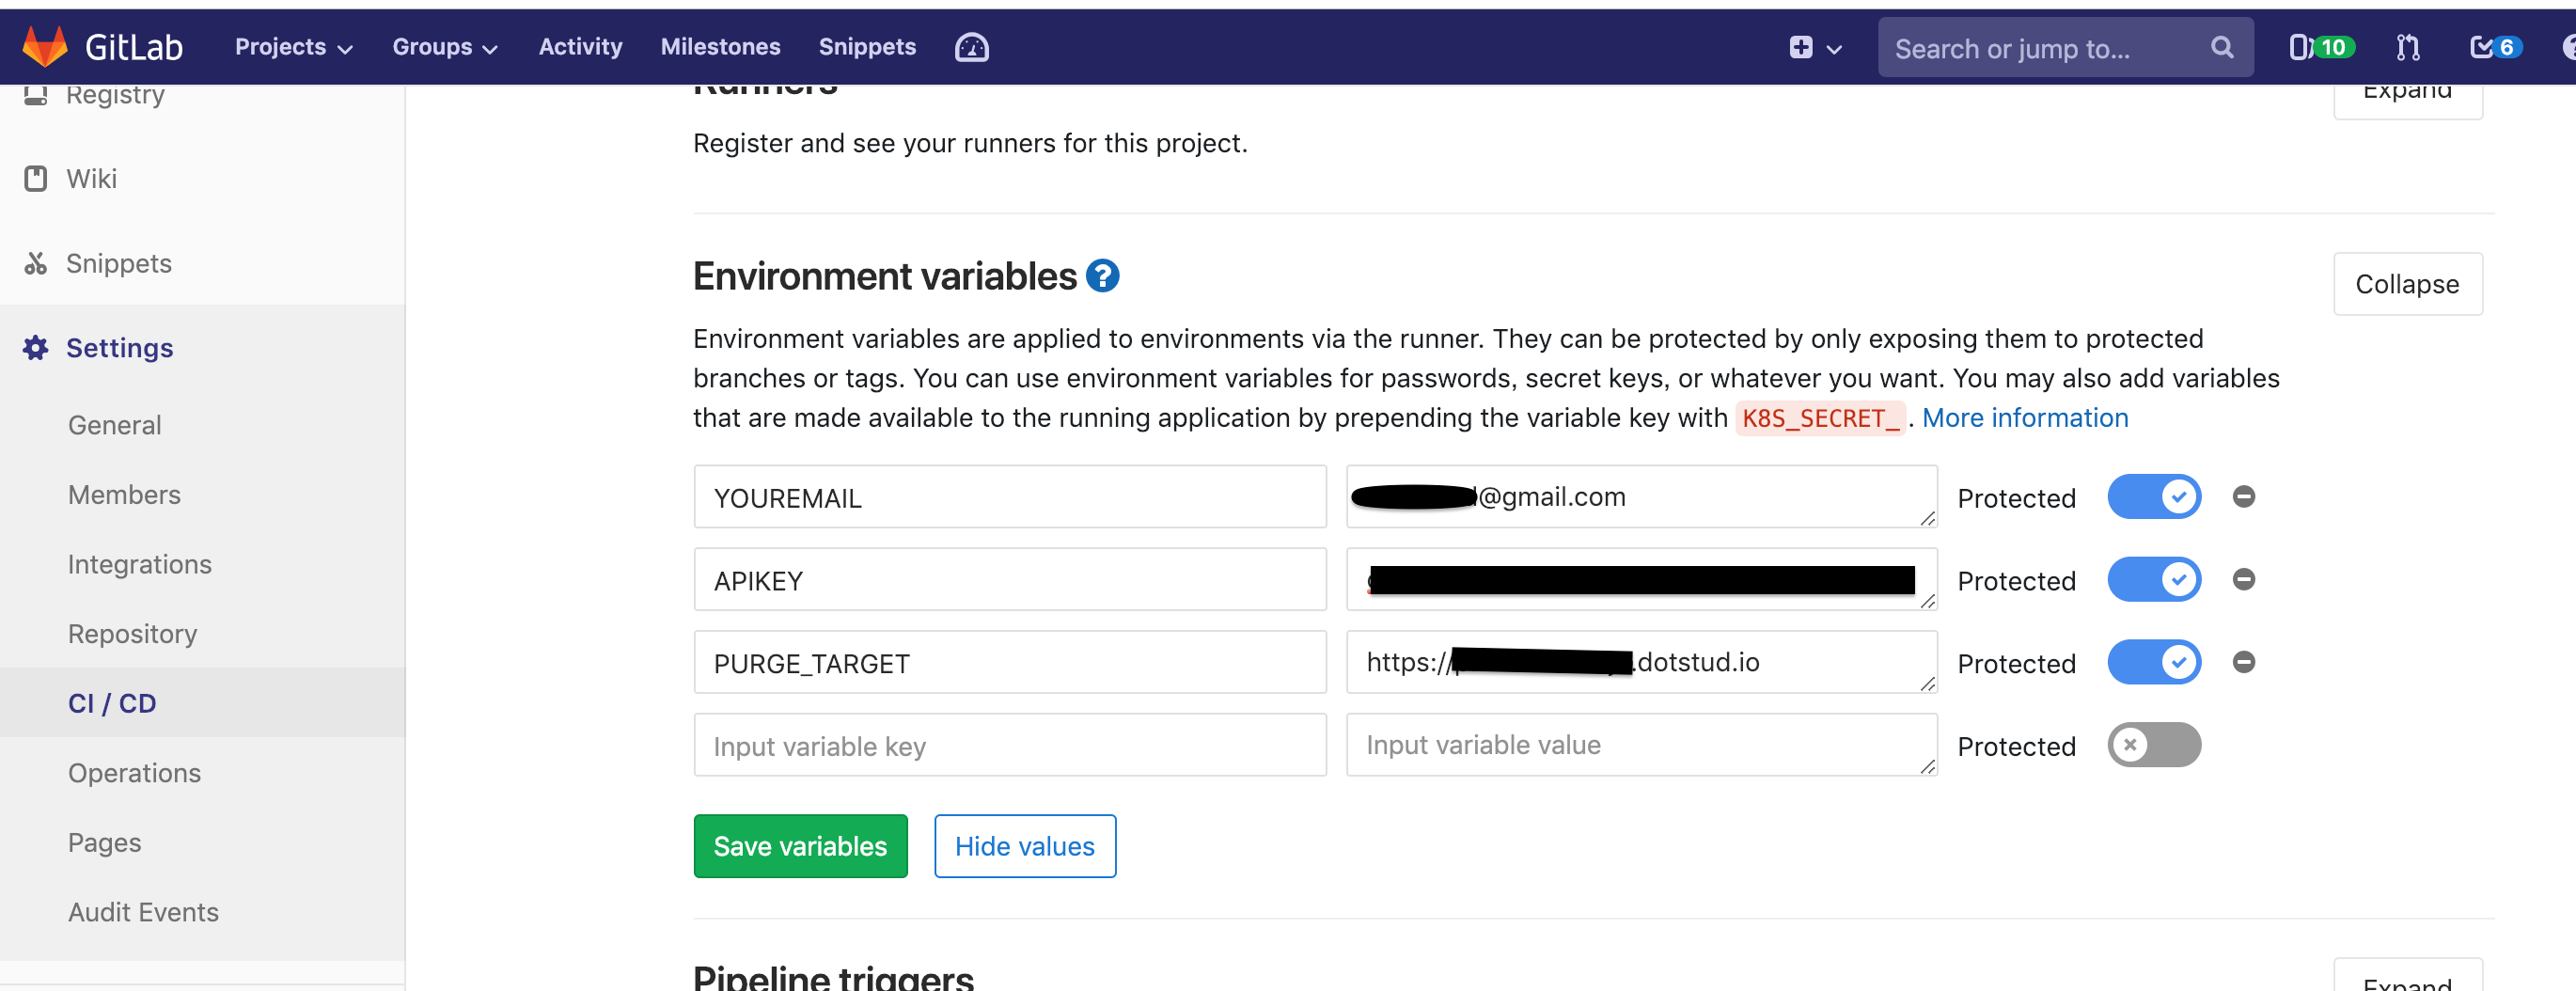 GitLab Projects Groups Activity Milestones Snippets Search or jump to... 10 6
Registry
Wiki
Snippets
Settings
General
Members
Integrations
Repository
CI / CD
Operations
Pages
Audit Events
Runners Expand
Register and see your runners for this project.
Environment variables ? Collapse
Environment variables are applied to environments via the runner. They can be protected by only exposing them to protected
branches or tags. You can use environment variables for passwords, secret keys, or whatever you want. You may also add variables
that are made available to the running application by prepending the variable key with K8S_SECRET_ . More information
YOUREMAIL @gmail.com Protected
APIKEY Protected
PURGE_TARGET https:// .dotstud.io Protected
Input variable key Input variable value Protected
Save variables Hide values
Pipeline triggers Expand